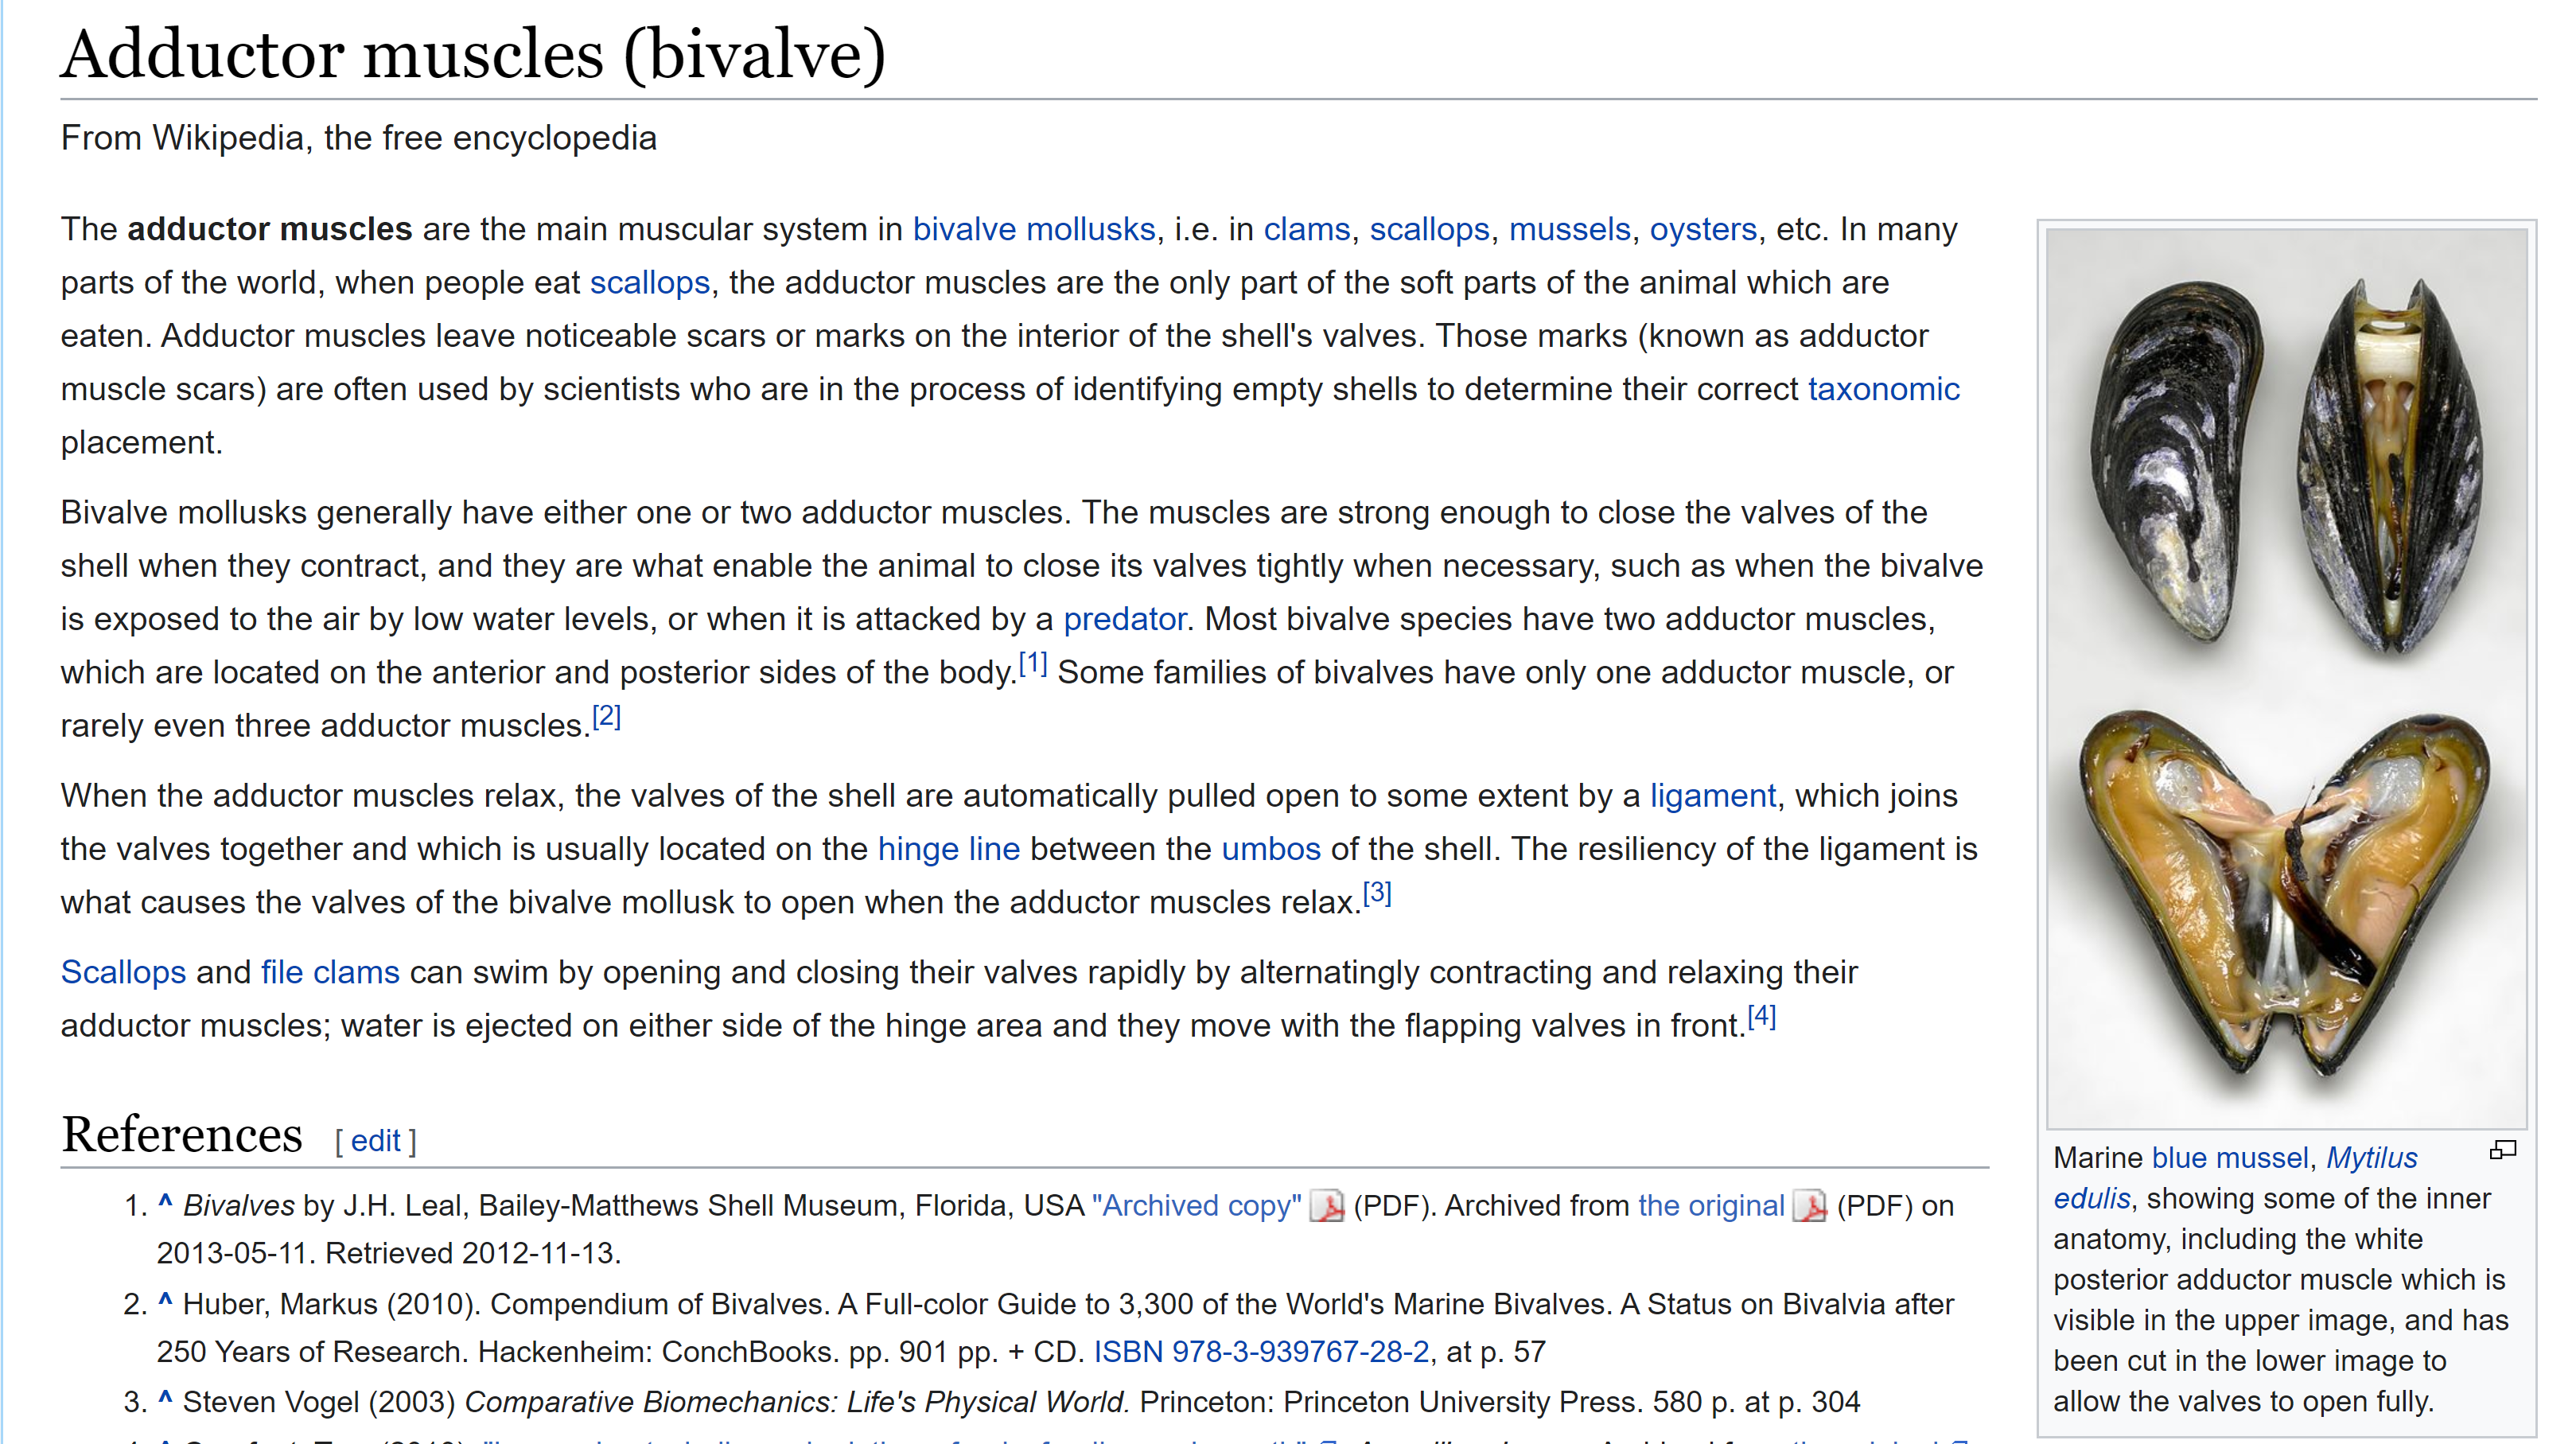 Adductor muscles (bivalve)
From Wikipedia, the free encyclopedia
The adductor muscles are the main muscular system in bivalve mollusks, i.e. in clams, scallops, mussels, oysters, etc. In many
parts of the world, when people eat scallops, the adductor muscles are the only part of the soft parts of the animal which are
eaten. Adductor muscles leave noticeable scars or marks on the interior of the shell's valves. Those marks (known as adductor
muscle scars) are often used by scientists who are in the process of identifying empty shells to determine their correct taxonomic
placement.
Bivalve mollusks generally have either one or two adductor muscles. The muscles are strong enough to close the valves of the
shell when they contract, and they are what enable the animal to close its valves tightly when necessary, such as when the bivalve
is exposed to the air by low water levels, or when it is attacked by a predator. Most bivalve species have two adductor muscles,
which are located on the anterior and posterior sides of the body.[1] Some families of bivalves have only one adductor muscle, or
rarely even three adductor muscles.[2]
When the adductor muscles relax, the valves of the shell are automatically pulled open to some extent by a ligament, which joins
the valves together and which is usually located on the hinge line between the umbos of the shell. The resiliency of the ligament is
what causes the valves of the bivalve mollusk to open when the adductor muscles relax.[3]
Scallops and file clams can swim by opening and closing their valves rapidly by alternatingly contracting and relaxing their
adductor muscles; water is ejected on either side of the hinge area and they move with the flapping valves in front.[4]
References [ edit ]
1. ^ Bivalves by J.H. Leal, Bailey-Matthews Shell Museum, Florida, USA "Archived copy" (PDF). Archived from the original (PDF) on
2013-05-11. Retrieved 2012-11-13.
2. ^ Huber, Markus (2010). Compendium of Bivalves. A Full-color Guide to 3,300 of the World's Marine Bivalves. A Status on Bivalvia after
250 Years of Research. Hackenheim: ConchBooks. pp. 901 pp. + CD. ISBN 978-3-939767-28-2, at p. 57
3. ^ Steven Vogel (2003) Comparative Biomechanics: Life's Physical World. Princeton: Princeton University Press. 580 p. at p. 304
Marine blue mussel, Mytilus
edulis, showing some of the inner
anatomy, including the white
posterior adductor muscle which is
visible in the upper image, and has
been cut in the lower image to
allow the valves to open fully.